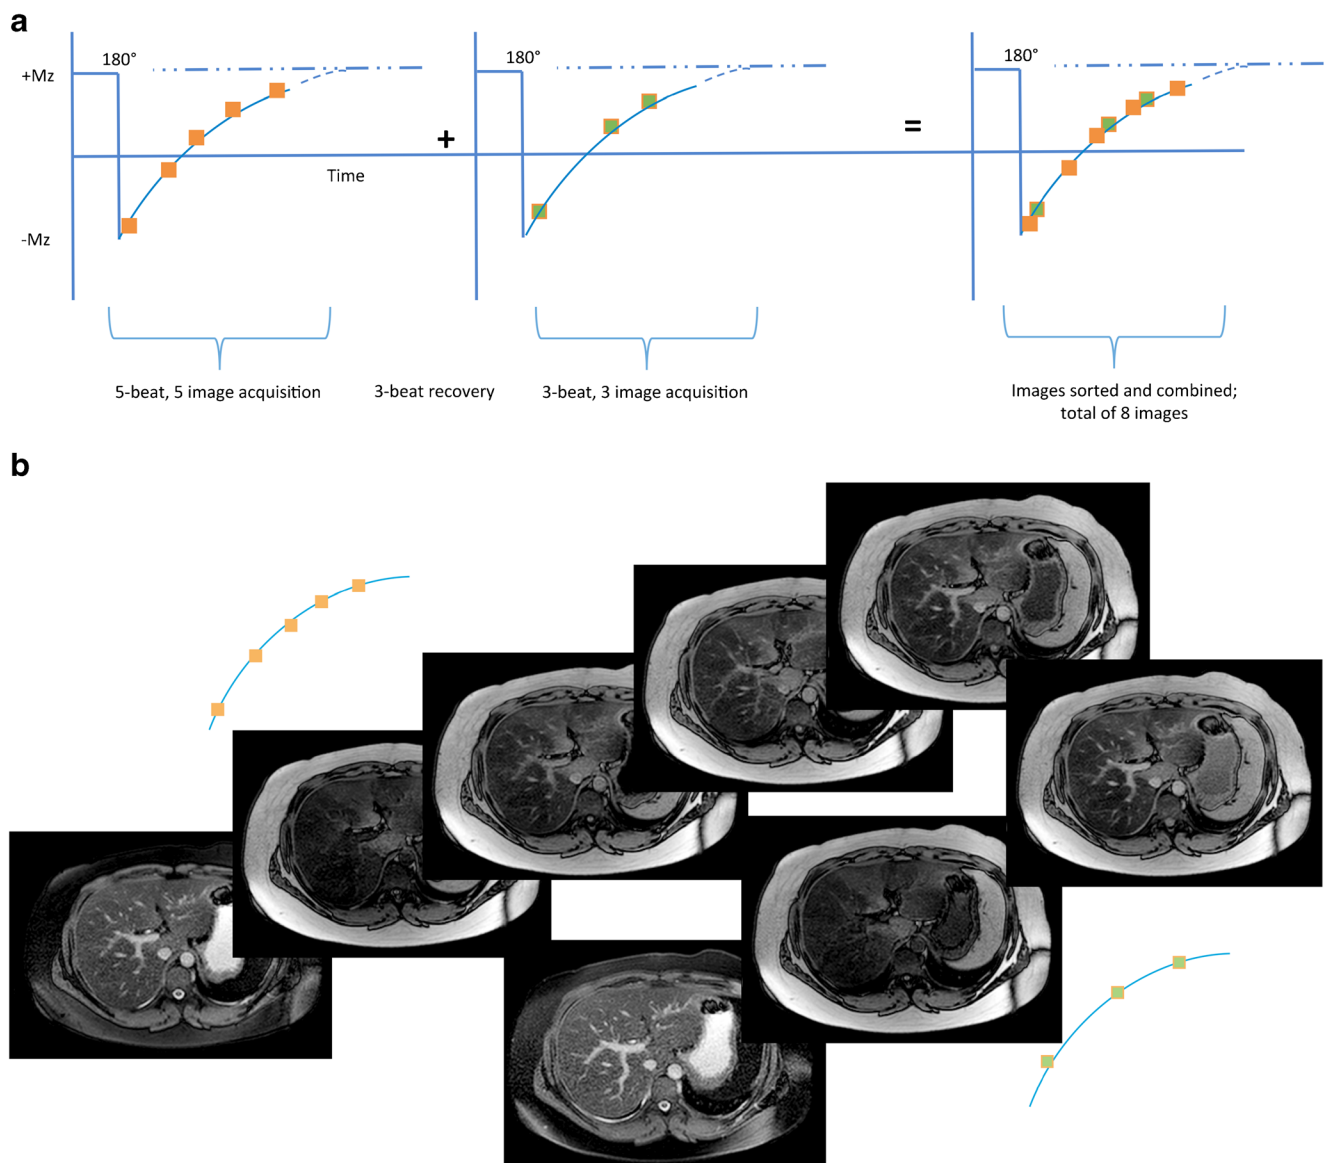 a
180°
180°
180°
+Mz
+
=
Time
-Mz
5-beat, 5 image acquisition
3-beat recovery
3-beat, 3 image acquisition
Images sorted and combined;
total of 8 images
b